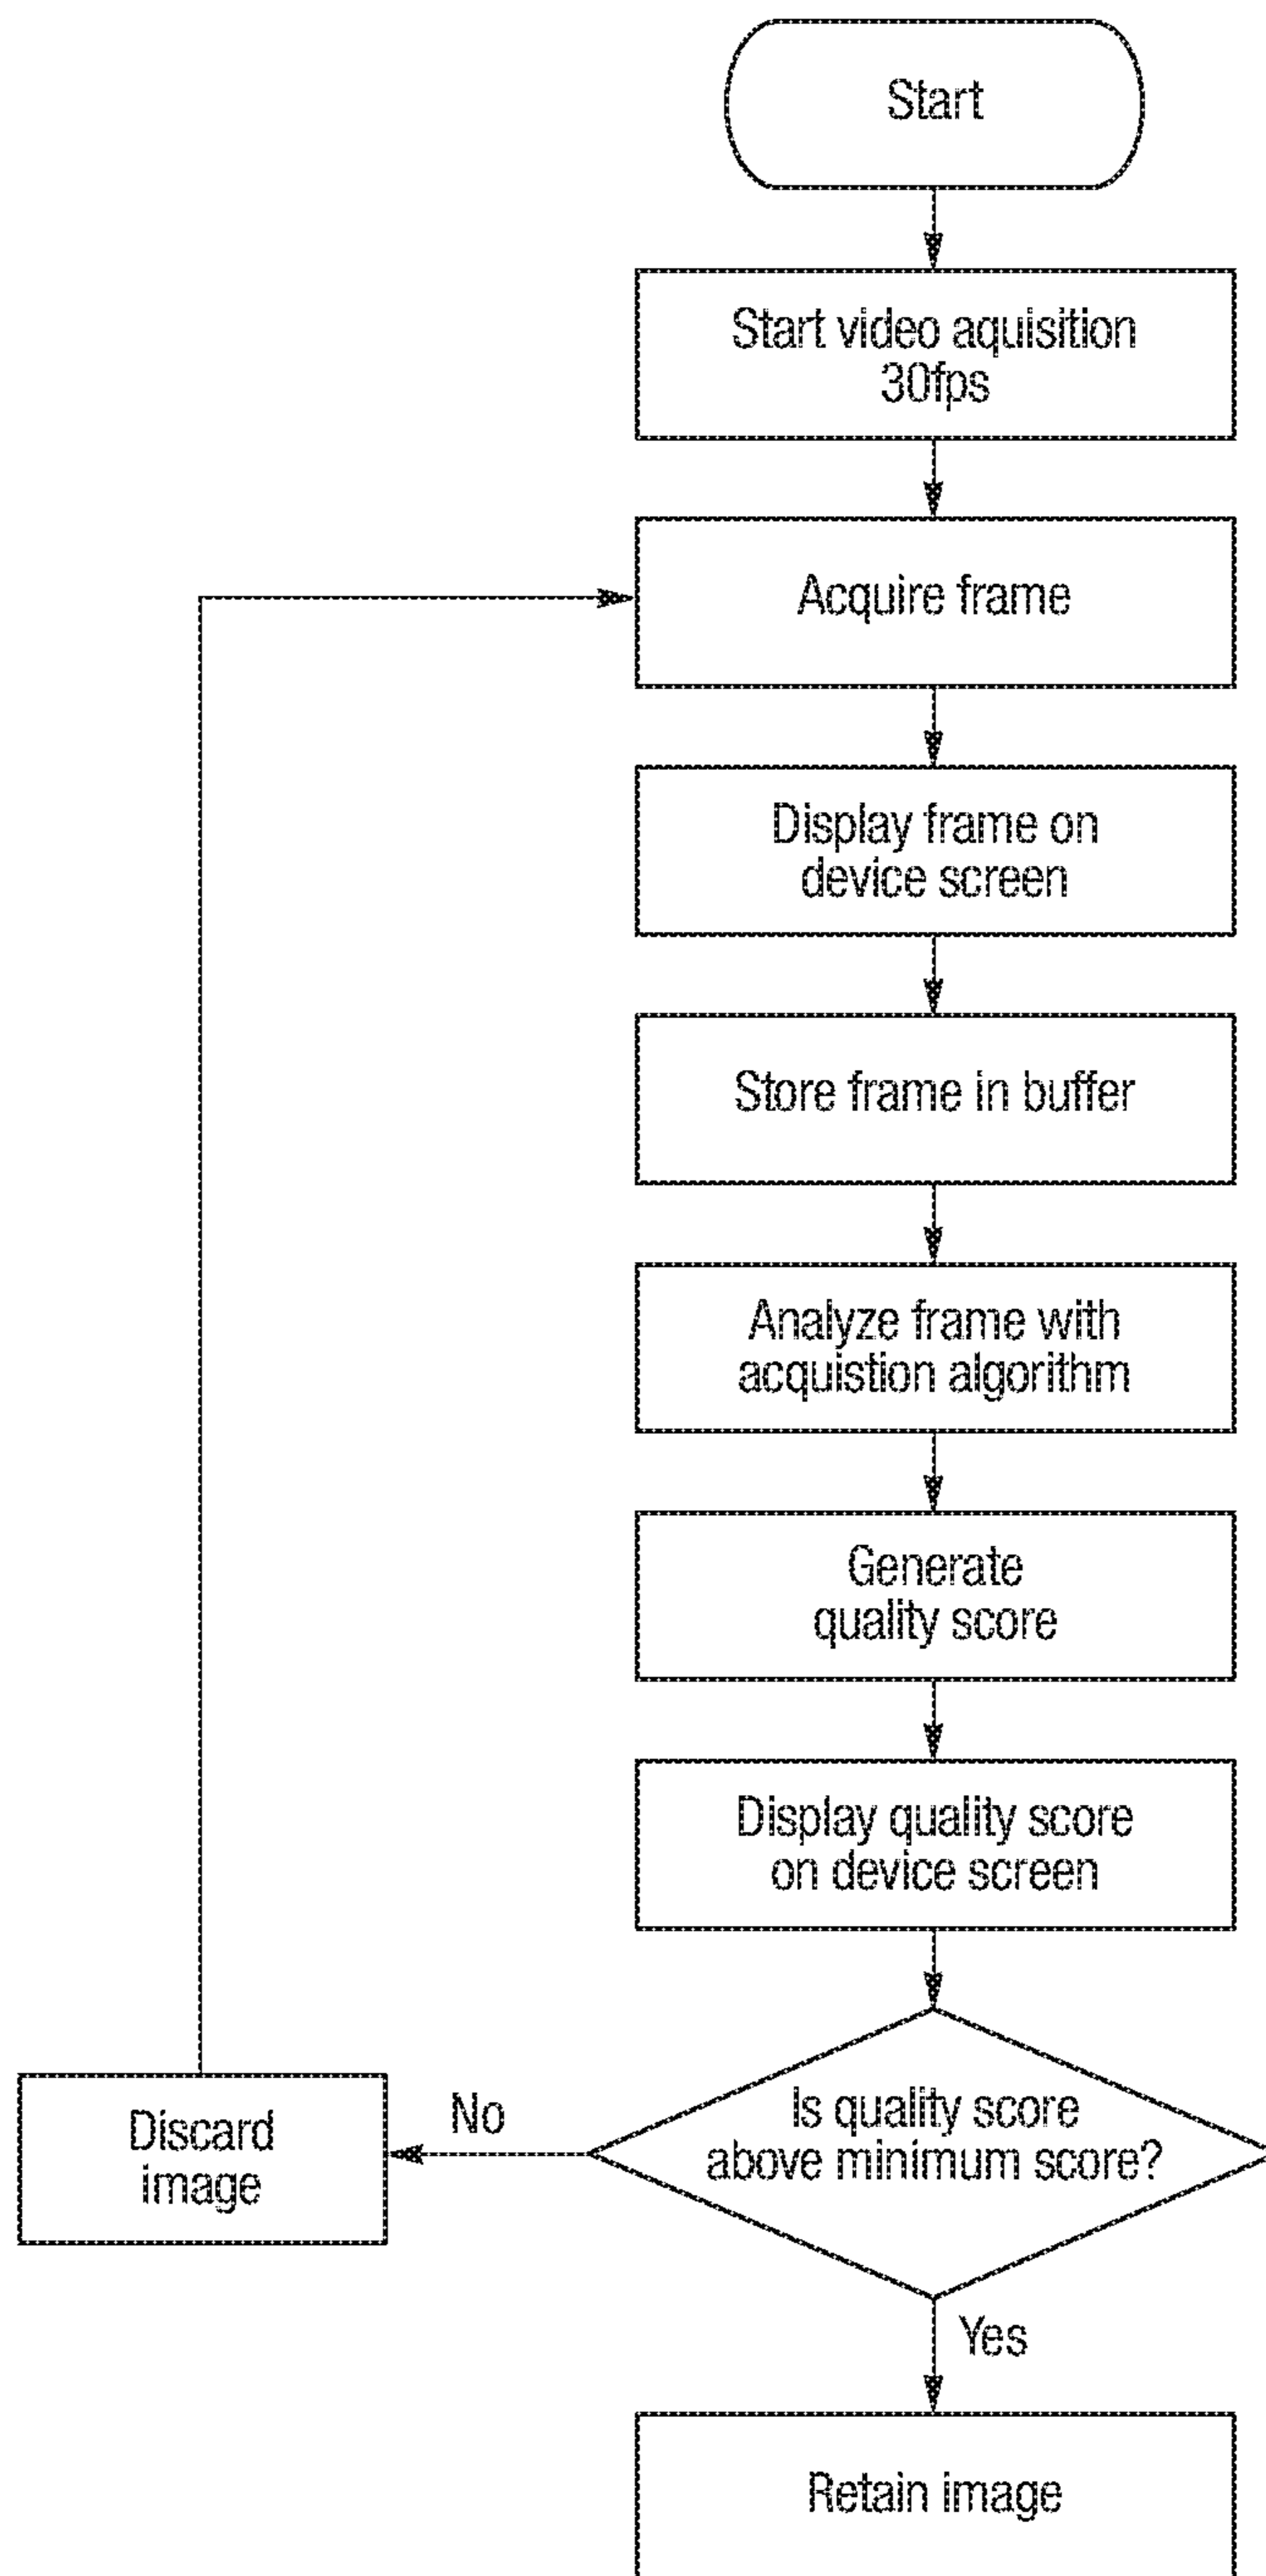 Start
Start video aquisition
30fps
Acquire frame
Display frame on
device screen
Store frame in buffer
Analyze frame with
acquistion algorithm
Generate
quality score
Display quality score
on device screen
Is quality score
above minimum score?
No
Discard
image
Yes
Retain image